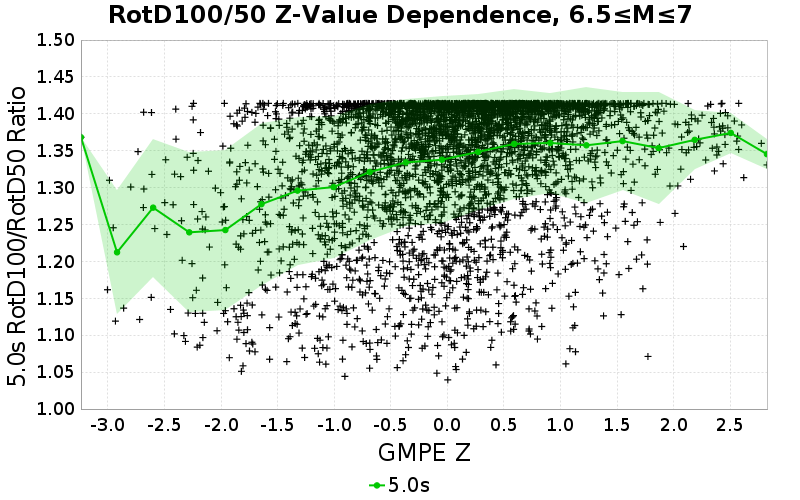 RotD100/50 Z-Value Dependence, 6.5≤M≤7
5.0s RotD100/RotD50 Ratio
1.50
1.45
1.40
1.35
1.30
1.25
1.20
1.15
1.10
1.05
1.00
-3.0 -2.5 -2.0 -1.5 -1.0 -0.5 0.0 0.5 1.0 1.5 2.0 2.5
GMPE Z
5.0s